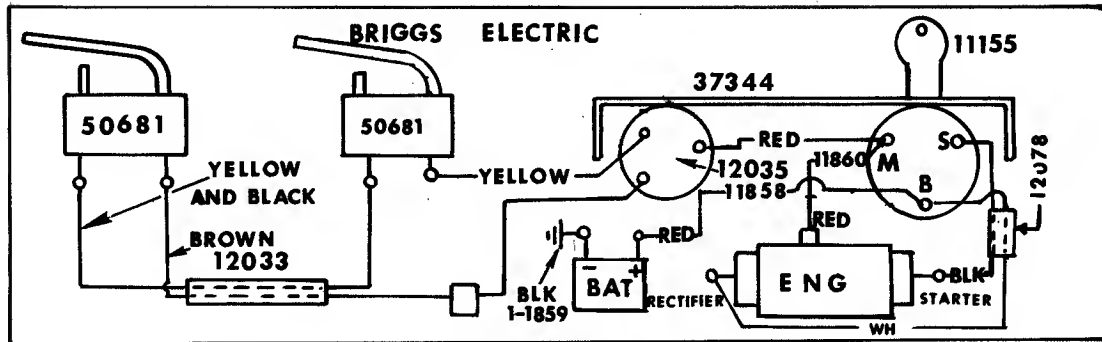 BRIGGS ELECTRIC
11155
37344
50681
50681
RED
11860
M
S
B
12078
YELLOW
12035
11858
YELLOW
AND BLACK
BROWN
12033
RED
RED
BLK
1-1859
- +
BAT
RECTIFIER
ENG
BLK
STARTER
WH